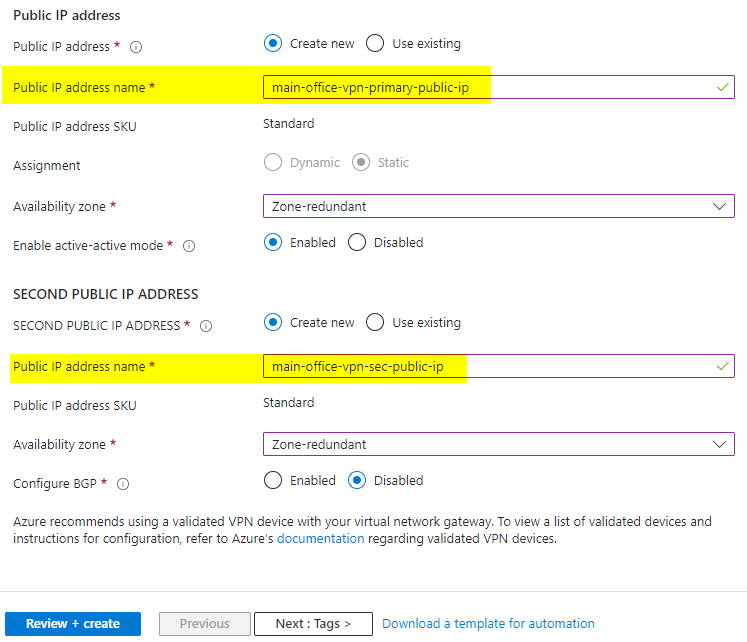 Public IP address
Public IP address * Create new Use existing
Public IP address name * main-office-vpn-primary-public-ip
Public IP address SKU Standard
Assignment Dynamic Static
Availability zone * Zone-redundant
Enable active-active mode * Enabled Disabled
SECOND PUBLIC IP ADDRESS
SECOND PUBLIC IP ADDRESS * Create new Use existing
Public IP address name * main-office-vpn-sec-public-ip
Public IP address SKU Standard
Availability zone * Zone-redundant
Configure BGP * Enabled Disabled
Azure recommends using a validated VPN device with your virtual network gateway. To view a list of validated devices and
instructions for configuration, refer to Azure's documentation regarding validated VPN devices.
Review + create Previous Next : Tags > Download a template for automation